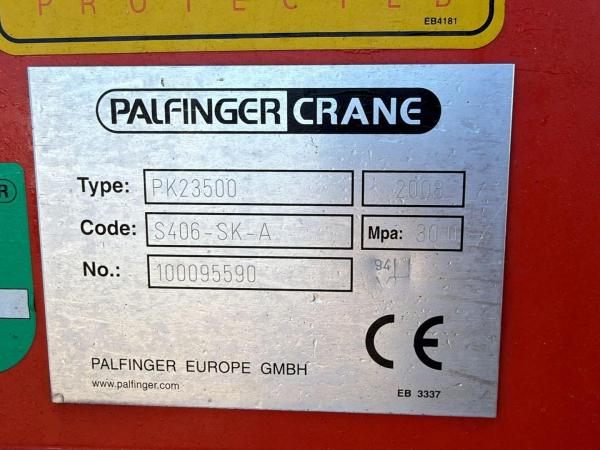 PROTECTED
EB4181
PALFINGER CRANE
Type: PK23500 2008
Code: S406-SK-A Mpa: 30.0
No.: 100095590
94
CE
PALFINGER EUROPE GMBH
www.palfinger.com
EB 3337
R